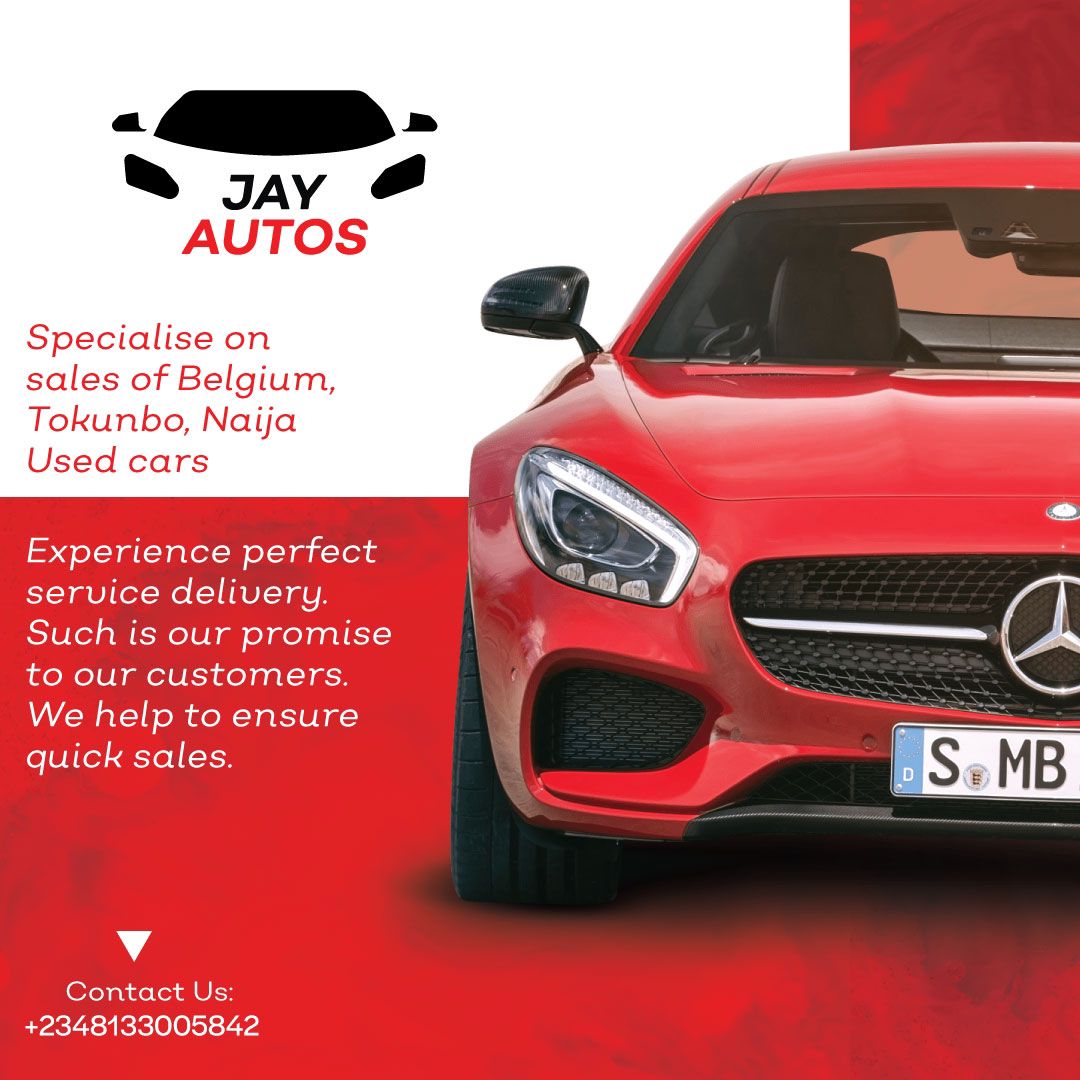 JAY
AUTOS
Specialise on
sales of Belgium,
Tokunbo, Naija
Used cars
Experience perfect
service delivery.
Such is our promise
to our customers.
We help to ensure
quick sales.
Contact Us:
+2348133005842
D S MB